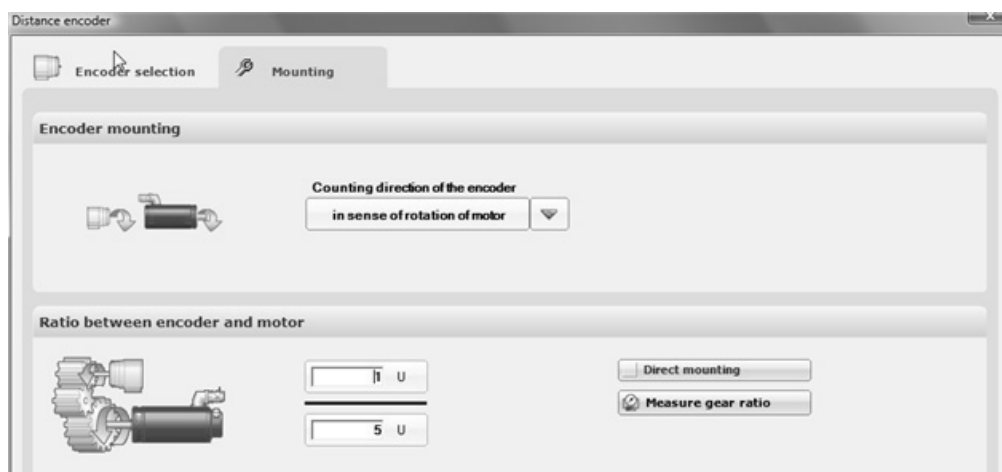 Distance encoder
Encoder selection
Mounting
Encoder mounting
Counting direction of the encoder
in sense of rotation of motor
Ratio between encoder and motor
1 U
Direct mounting
Measure gear ratio
5 U